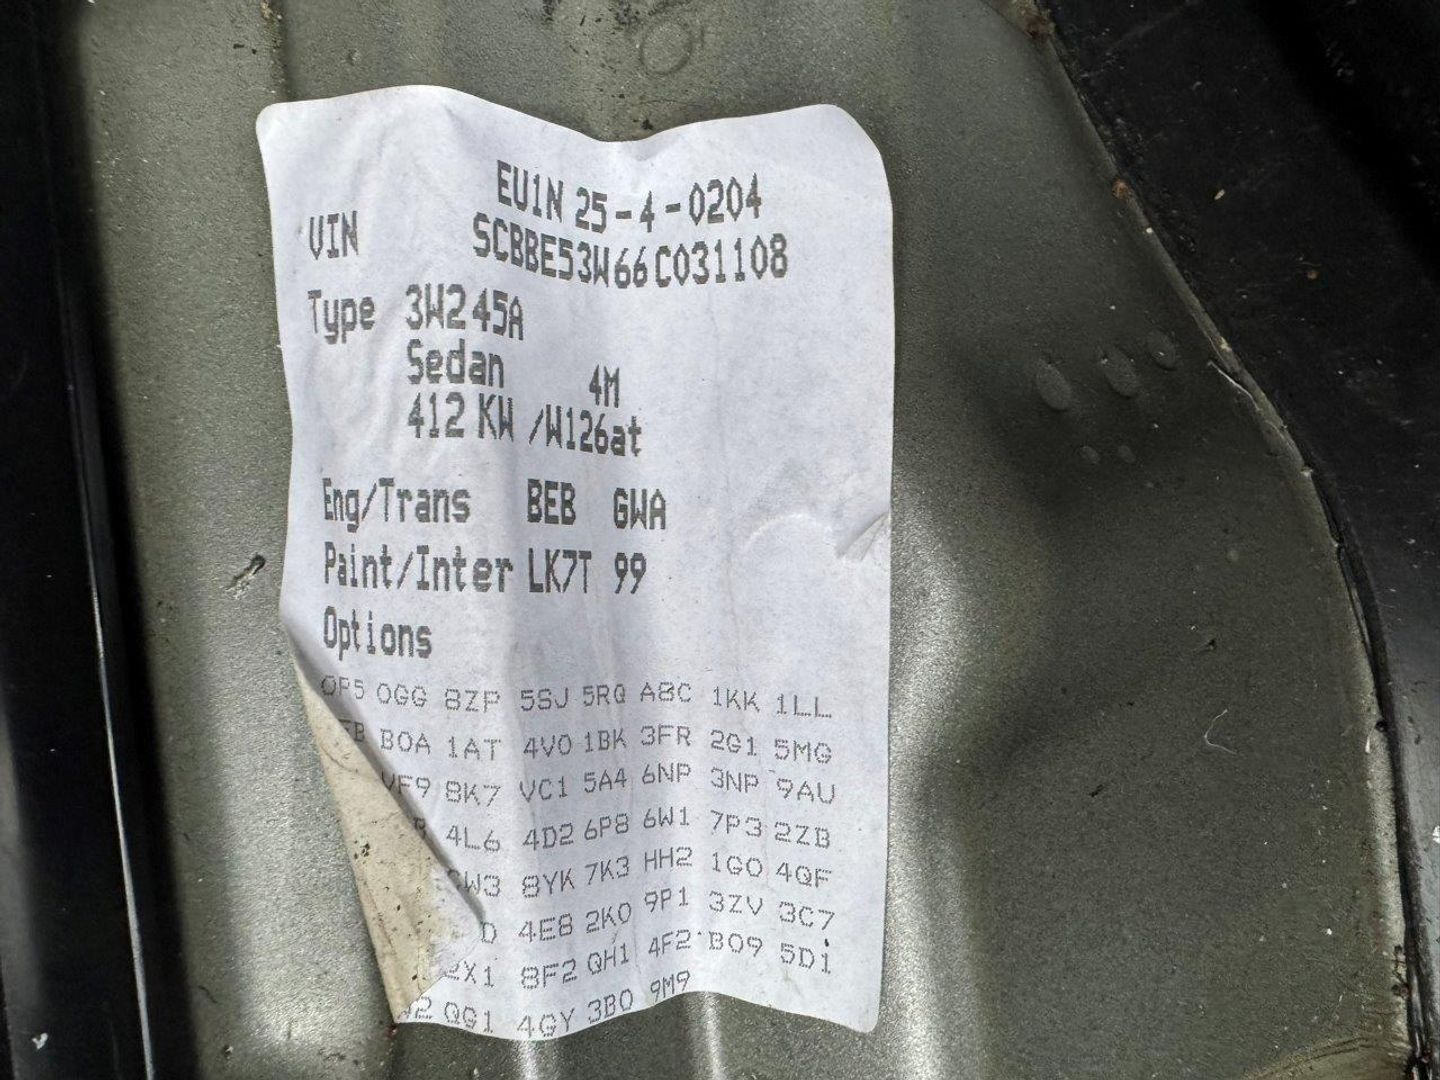 EU1N 25-4-0204
VIN SCBBE53W66C031108
Type 3W245A
Sedan 4M
412 KW /W126at
Eng/Trans BEB GWA
Paint/Inter LK7T 99
Options
0P5 0GG 8ZP 5SJ 5RQ A8C 1KK 1LL
B0A 1AT 4V0 1BK 3FR 2G1 5MG
VF9 8K7 VC1 5A4 6NP 3NP 9AU
4L6 4D2 6P8 6W1 7P3 2ZB
8YK 7K3 HH2 1G0 4QF
D 4E8 2K0 9P1 3ZV 3C7
2X1 8F2 QH1 4F2 B09 5D1
QG1 4GY 3B0 9M9